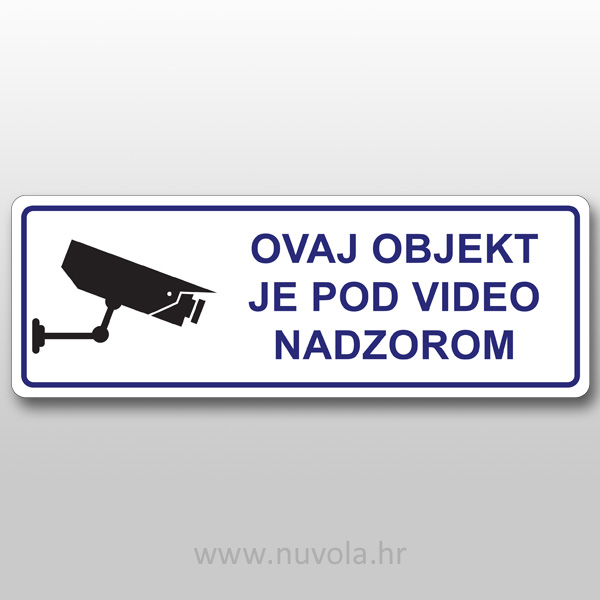 OVAJ OBJEKT
JE POD VIDEO
NADZOROM
www.nuvola.hr